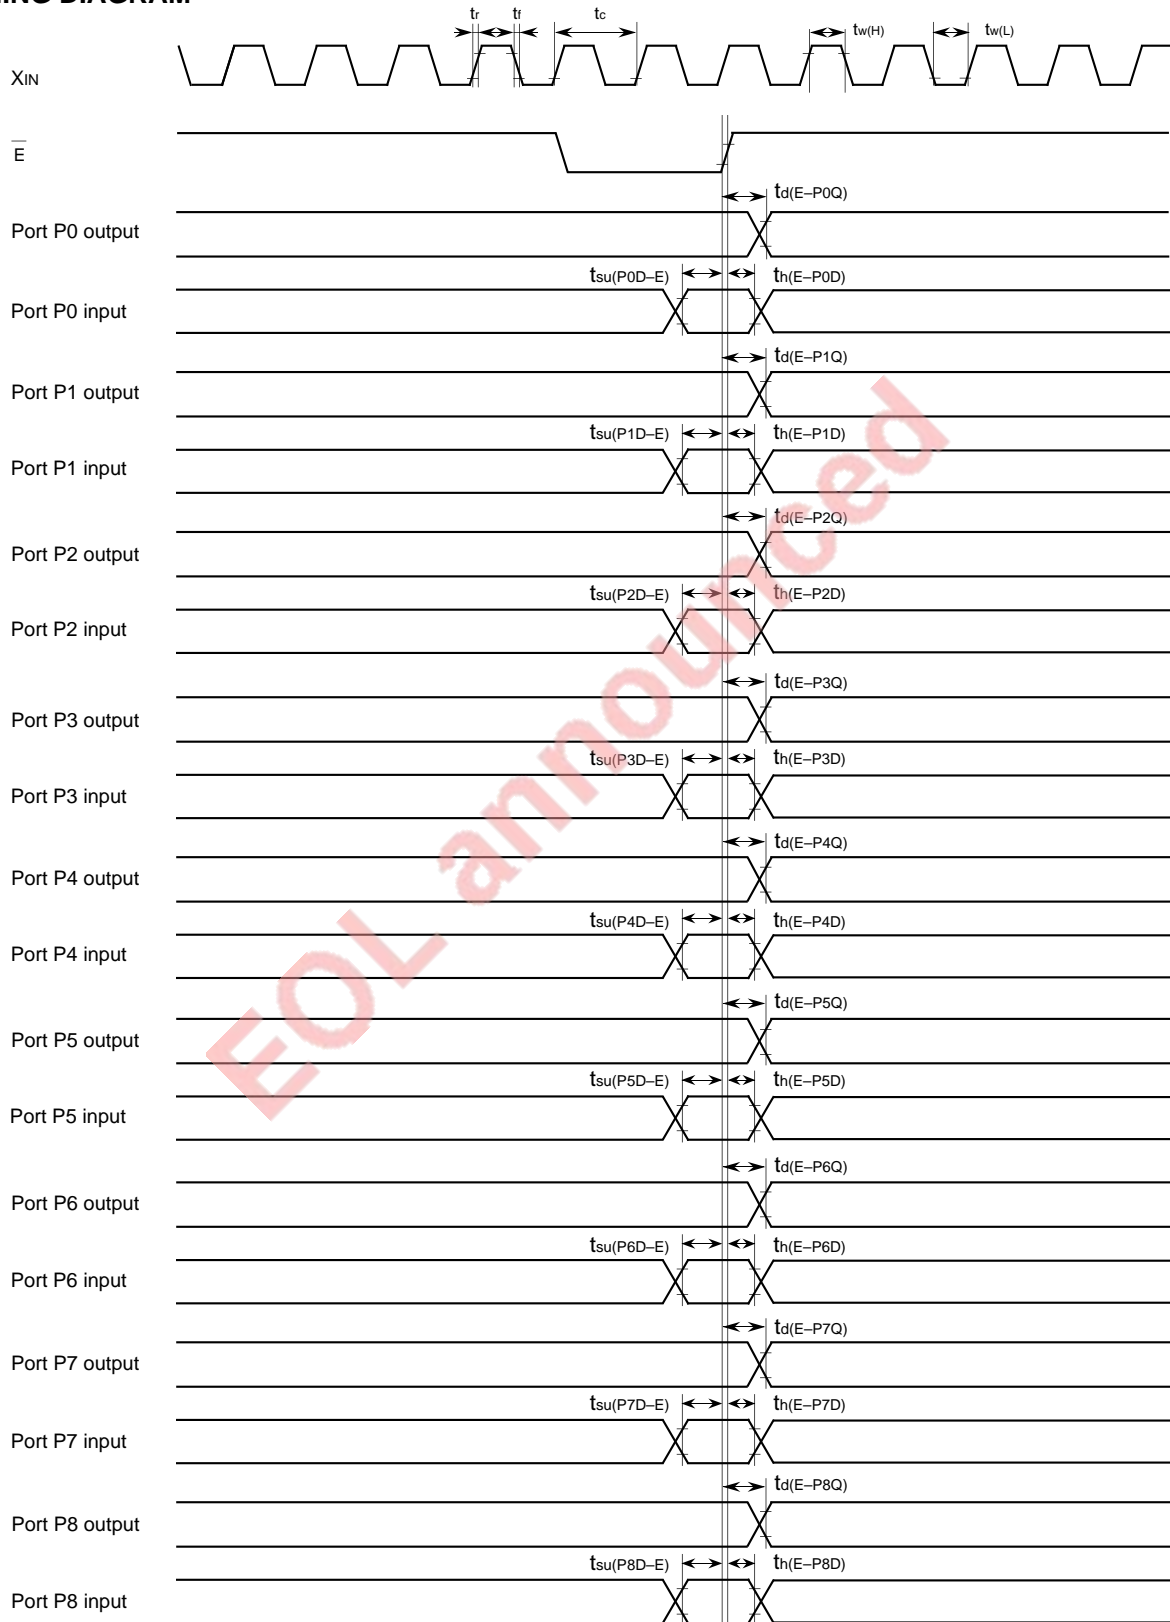 ING DIAGRAM
tr tf tc tw(H) tw(L)
XIN
E
td(E–P0Q)
Port P0 output
tsu(P0D–E) th(E–P0D)
Port P0 input
td(E–P1Q)
Port P1 output
tsu(P1D–E) th(E–P1D)
Port P1 input
td(E–P2Q)
Port P2 output
tsu(P2D–E) th(E–P2D)
Port P2 input
td(E–P3Q)
Port P3 output
tsu(P3D–E) th(E–P3D)
Port P3 input
td(E–P4Q)
Port P4 output
tsu(P4D–E) th(E–P4D)
Port P4 input
td(E–P5Q)
Port P5 output
tsu(P5D–E) th(E–P5D)
Port P5 input
td(E–P6Q)
Port P6 output
tsu(P6D–E) th(E–P6D)
Port P6 input
td(E–P7Q)
Port P7 output
tsu(P7D–E) th(E–P7D)
Port P7 input
td(E–P8Q)
Port P8 output
tsu(P8D–E) th(E–P8D)
Port P8 input
EOL announced